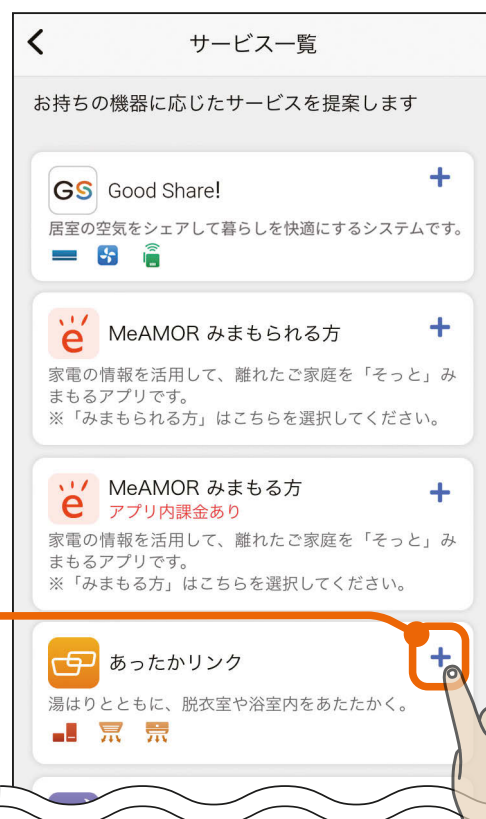 サービス一覧
お持ちの機器に応じたサービスを提案します
GS Good Share!
居室の空気をシェアして暮らしを快適にするシステムです。
e MeAMOR みまもられる方
家電の情報を活用して、離れたご家庭を「そっと」み
まもるアプリです。
※「みまもられる方」はこちらを選択してください。
e MeAMOR みまもる方
アプリ内課金あり
家電の情報を活用して、離れたご家庭を「そっと」み
まもるアプリです。
※「みまもる方」はこちらを選択してください。
あったかリンク
湯はりとともに、脱衣室や浴室内をあたたかく。